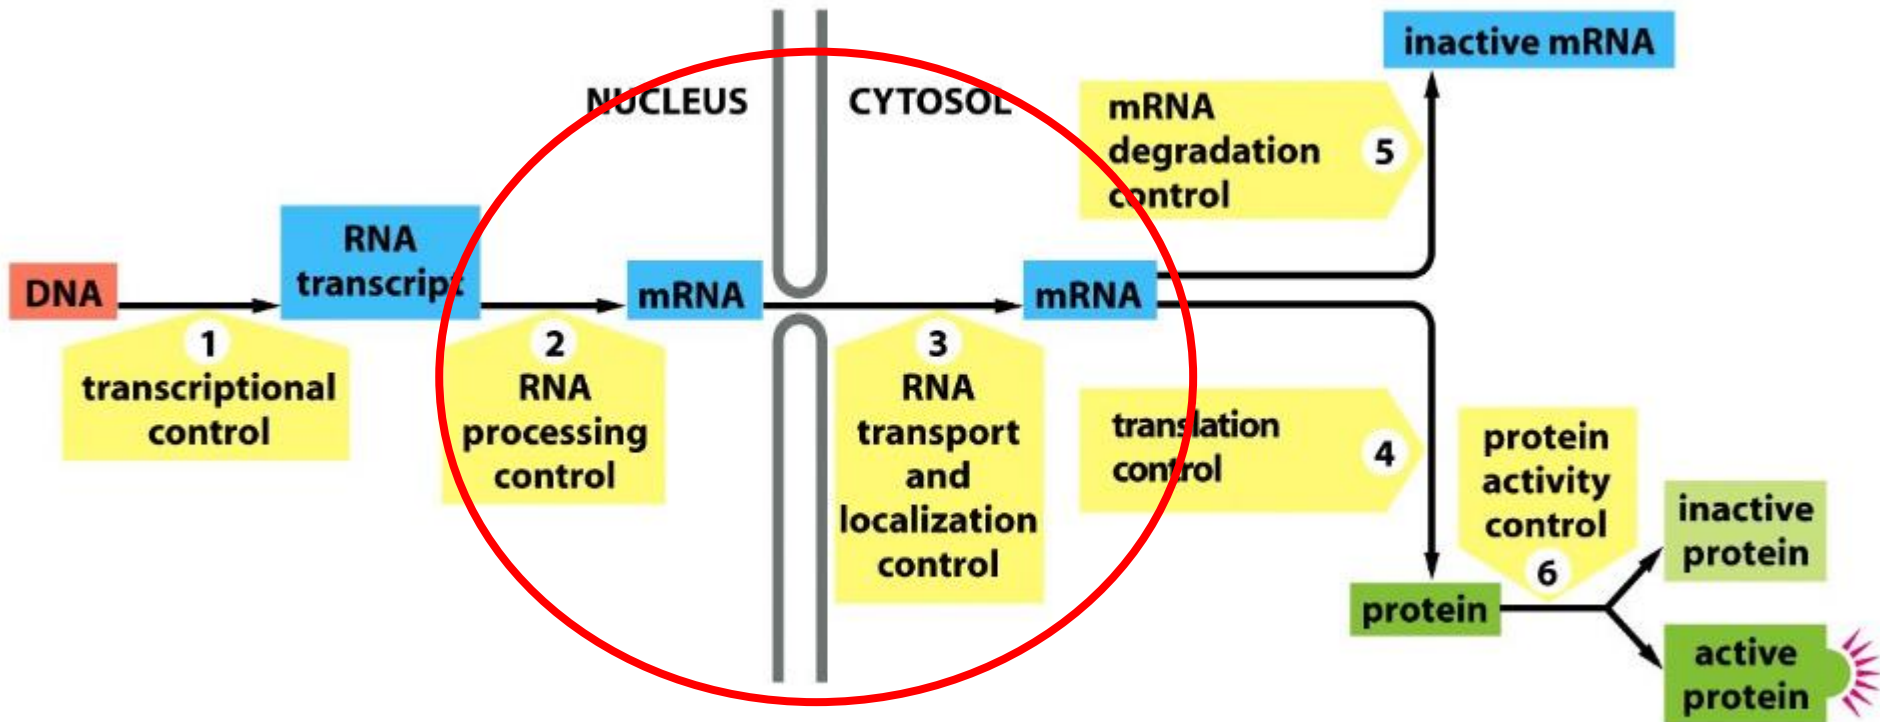 NUCLEUS
CYTOSOL
DNA
RNA
transcript
mRNA
mRNA
inactive mRNA
1
transcriptional
control
2
RNA
processing
control
3
RNA
transport
and
localization
control
mRNA
degradation
control
5
translation
control
4
protein
protein
activity
control
6
inactive
protein
active
protein